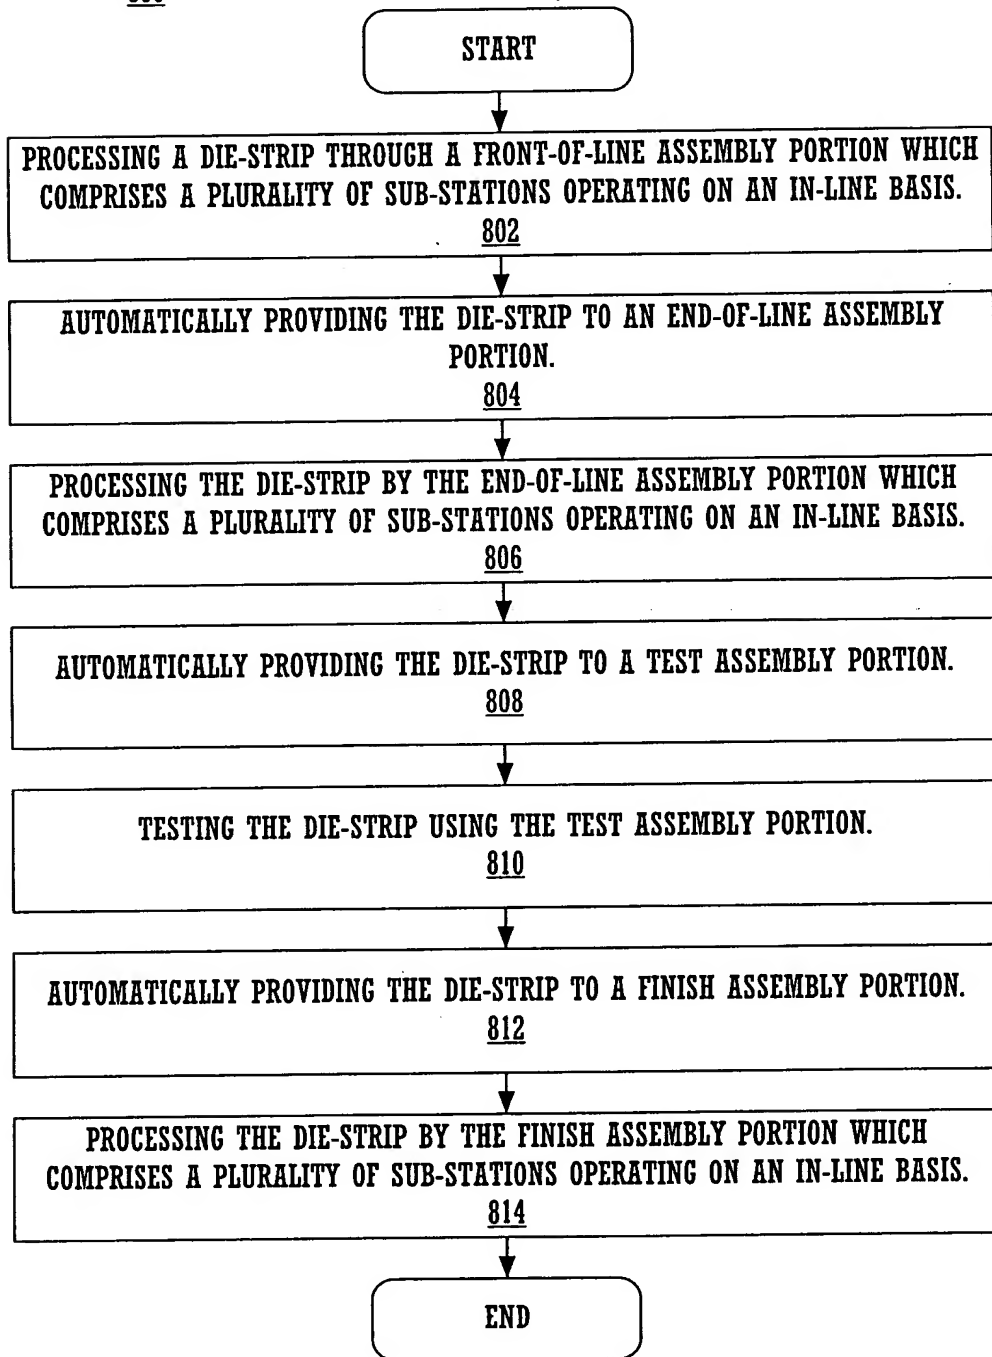 START
PROCESSING A DIE-STRIP THROUGH A FRONT-OF-LINE ASSEMBLY PORTION WHICH
COMPRISES A PLURALITY OF SUB-STATIONS OPERATING ON AN IN-LINE BASIS.
802
AUTOMATICALLY PROVIDING THE DIE-STRIP TO AN END-OF-LINE ASSEMBLY
PORTION.
804
PROCESSING THE DIE-STRIP BY THE END-OF-LINE ASSEMBLY PORTION WHICH
COMPRISES A PLURALITY OF SUB-STATIONS OPERATING ON AN IN-LINE BASIS.
806
AUTOMATICALLY PROVIDING THE DIE-STRIP TO A TEST ASSEMBLY PORTION.
808
TESTING THE DIE-STRIP USING THE TEST ASSEMBLY PORTION.
810
AUTOMATICALLY PROVIDING THE DIE-STRIP TO A FINISH ASSEMBLY PORTION.
812
PROCESSING THE DIE-STRIP BY THE FINISH ASSEMBLY PORTION WHICH
COMPRISES A PLURALITY OF SUB-STATIONS OPERATING ON AN IN-LINE BASIS.
814
END